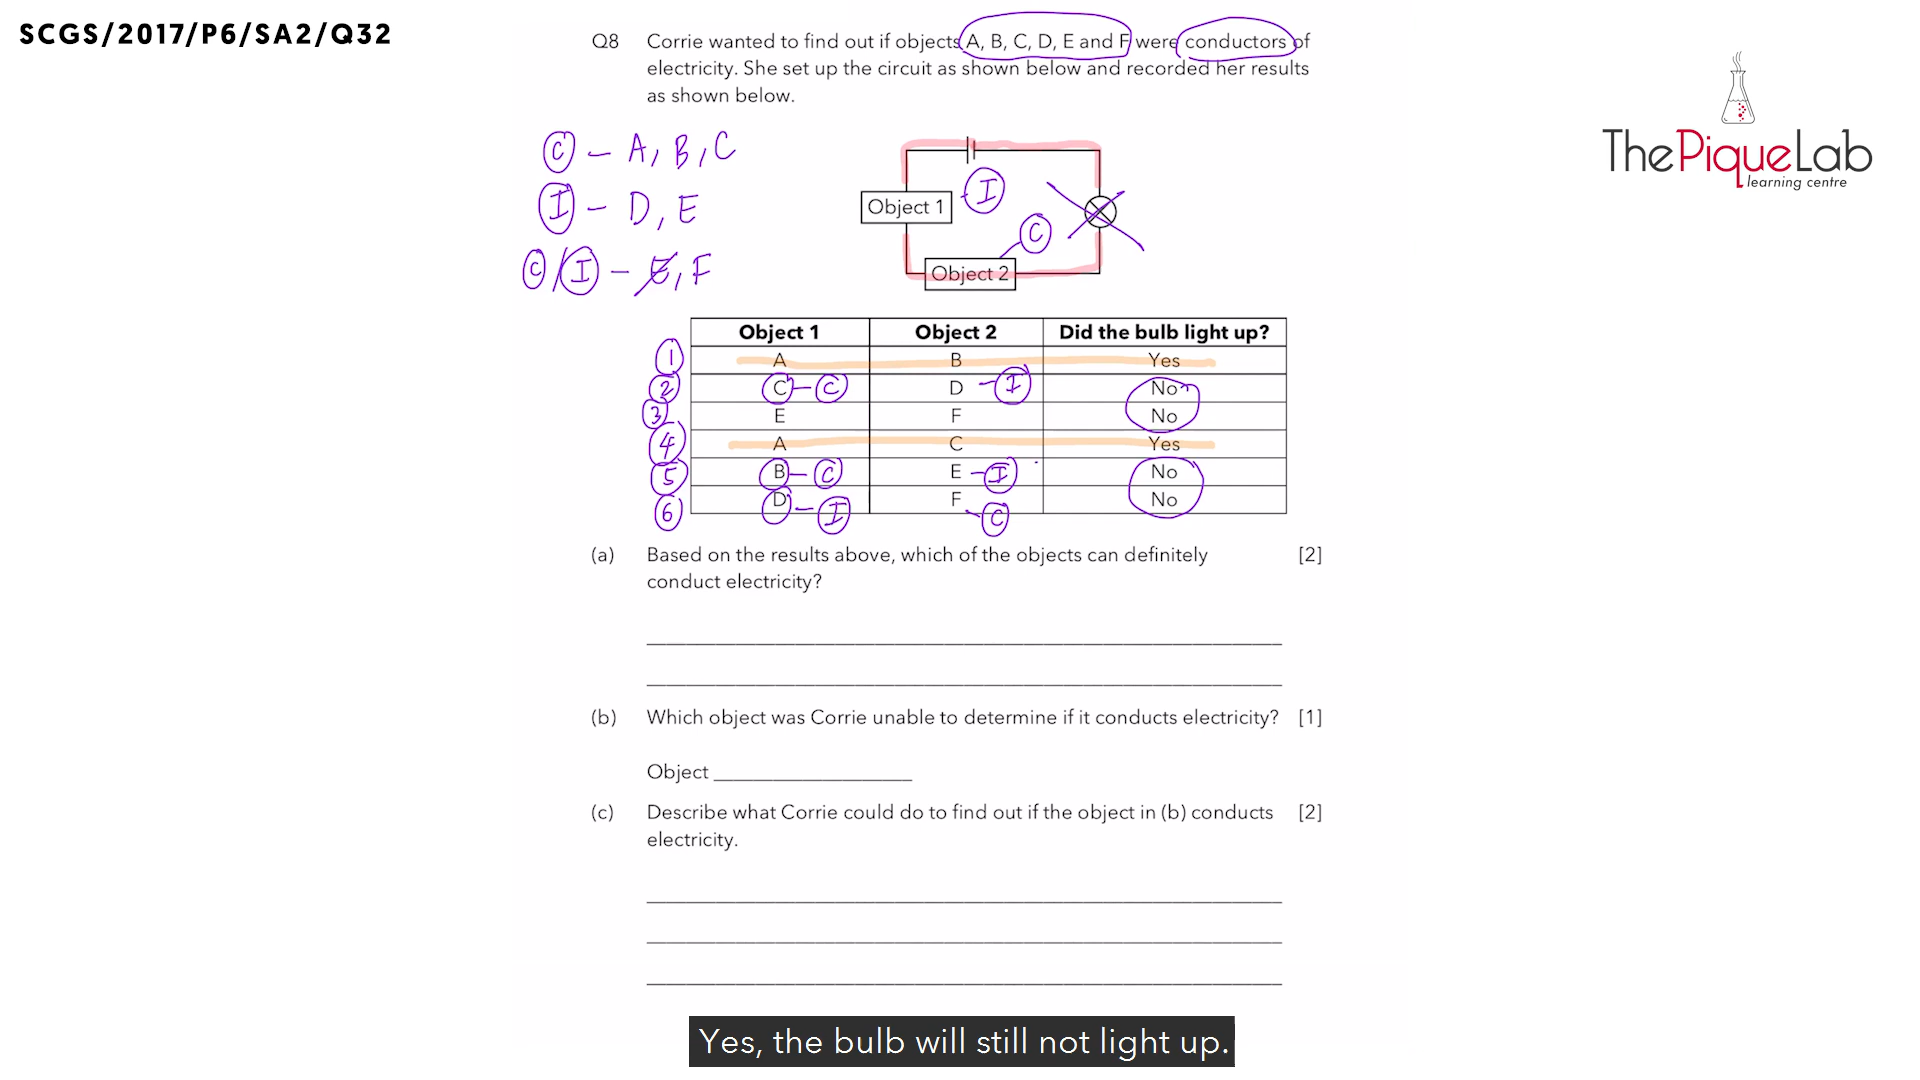 SCGS/2017/P6/SA2/Q32
Q8 Corrie wanted to find out if objects A, B, C, D, E and F were conductors of
electricity. She set up the circuit as shown below and recorded her results
as shown below.
ThePiqueLab
learning centre
C – A, B, C
I – D, E
C/I – E, F
Object 1
I
C
Object 2
Object 1 Object 2 Did the bulb light up?
1 A B Yes
2 C – C D – I No
3 E F No
4 A C Yes
5 B – C E – I No
6 D – I F – C No
(a) Based on the results above, which of the objects can definitely [2]
conduct electricity?
(b) Which object was Corrie unable to determine if it conducts electricity? [1]
Object
(c) Describe what Corrie could do to find out if the object in (b) conducts [2]
electricity.
Yes, the bulb will still not light up.